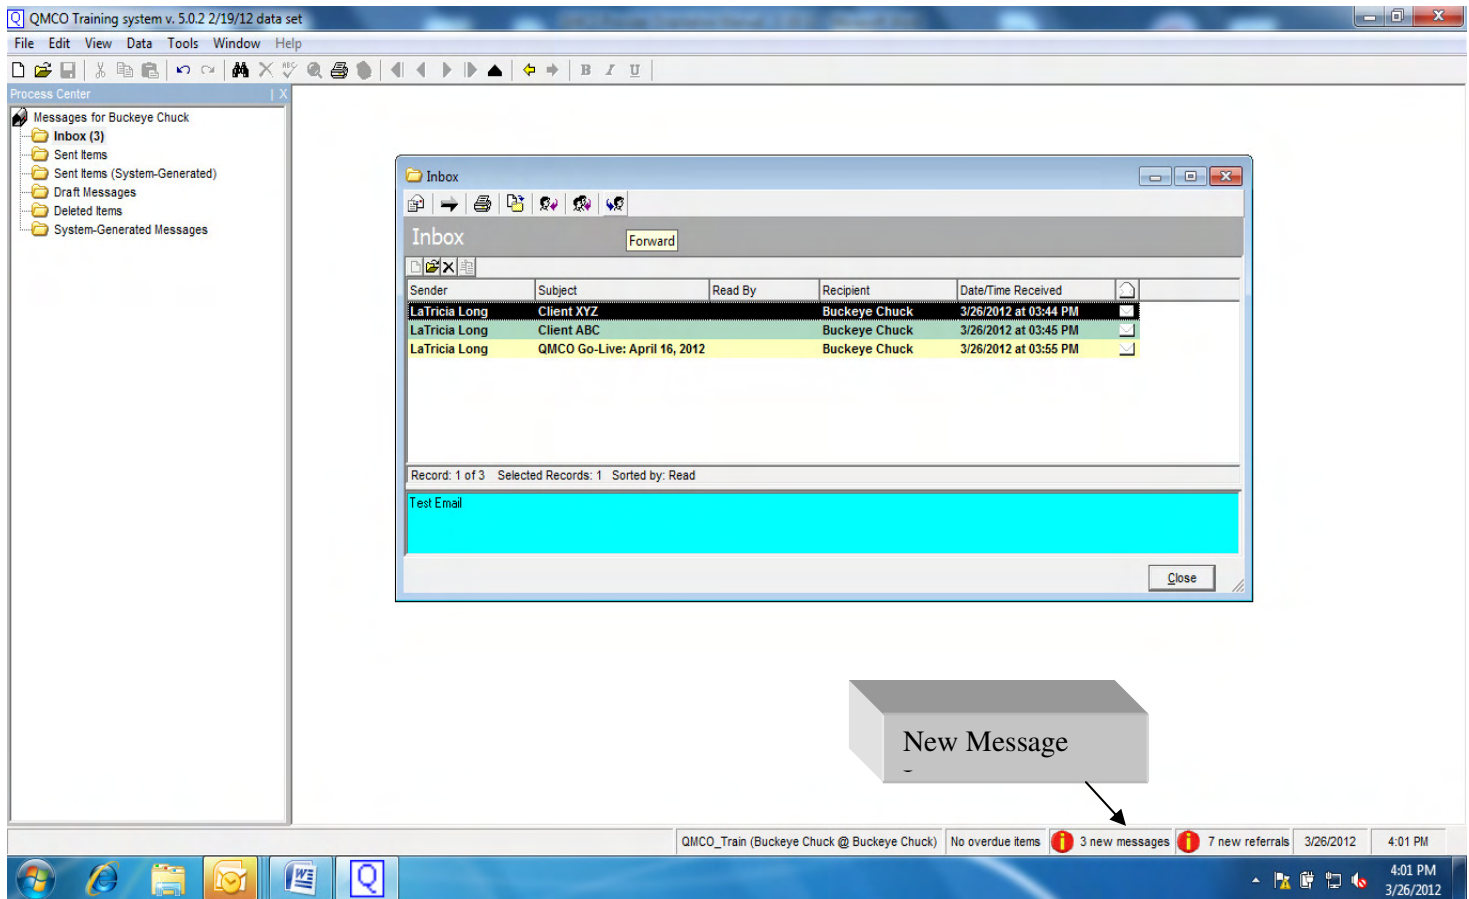 QMCO Training system v. 5.0.2 2/19/12 data set
File Edit View Data Tools Window Help
B I U
Process Center | X
Messages for Buckeye Chuck
Inbox (3)
Sent Items
Sent Items (System-Generated)
Draft Messages
Deleted Items
System-Generated Messages
Inbox
Inbox
Forward
Sender Subject Read By Recipient Date/Time Received
LaTricia Long Client XYZ Buckeye Chuck 3/26/2012 at 03:44 PM
LaTricia Long Client ABC Buckeye Chuck 3/26/2012 at 03:45 PM
LaTricia Long QMCO Go-Live: April 16, 2012 Buckeye Chuck 3/26/2012 at 03:55 PM
Record: 1 of 3 Selected Records: 1 Sorted by: Read
Test Email
Close
New Message
QMCO_Train (Buckeye Chuck @ Buckeye Chuck) No overdue items 3 new messages 7 new referrals 3/26/2012 4:01 PM
4:01 PM
3/26/2012